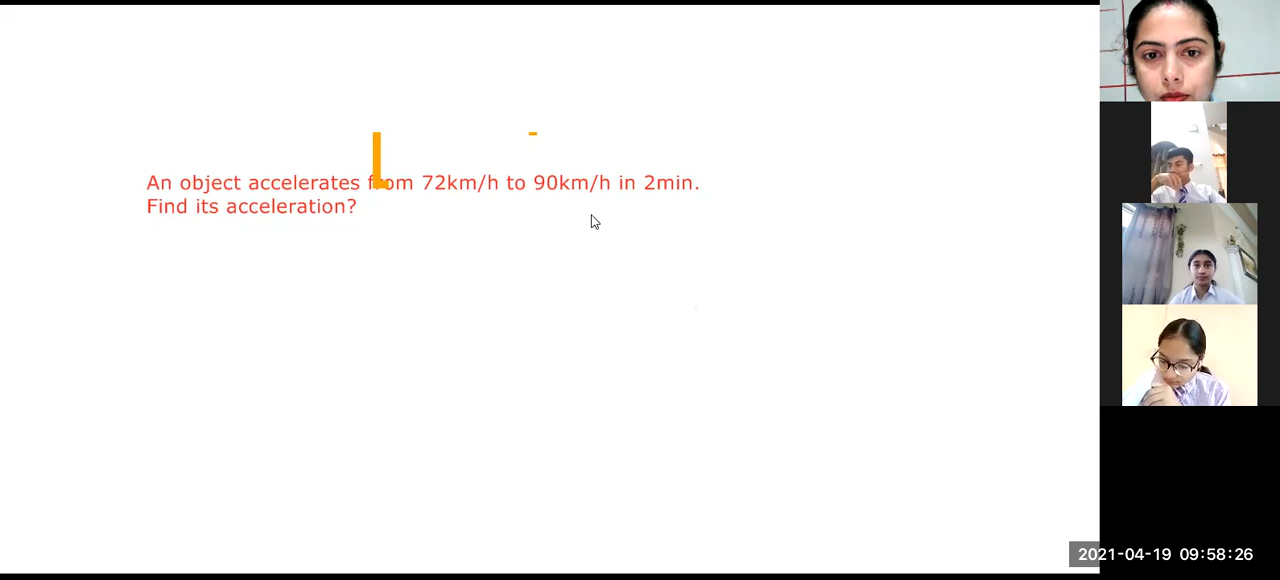 An object accelerates from 72km/h to 90km/h in 2min.
Find its acceleration?
2021-04-19 09:58:26